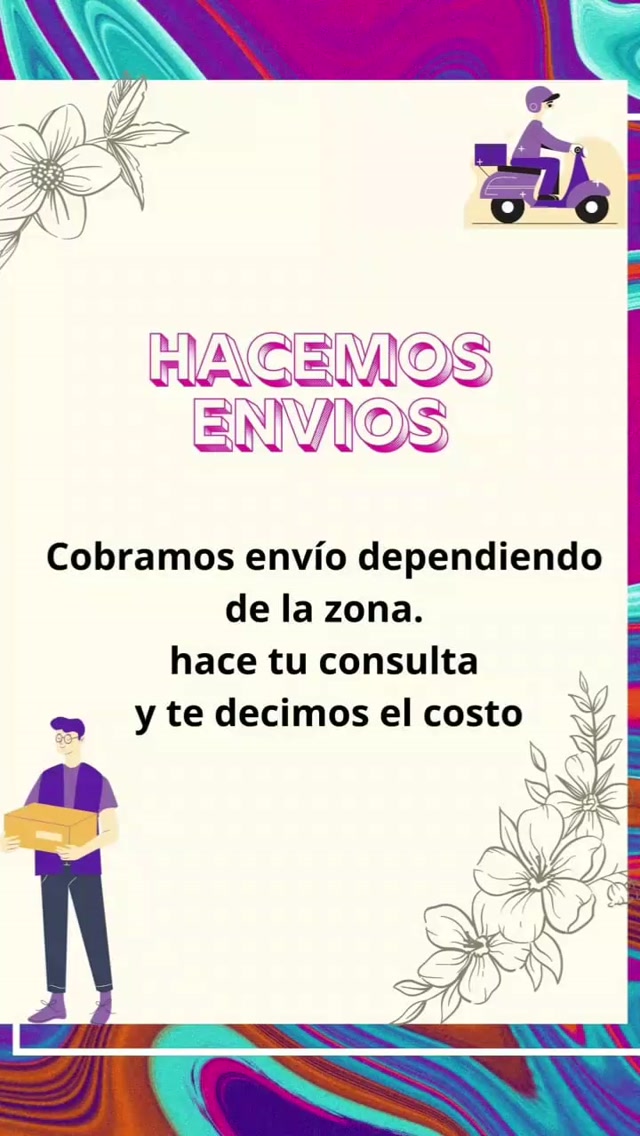 HACEMOS
ENVIOS
Cobramos envío dependiendo
de la zona.
hace tu consulta
y te decimos el costo